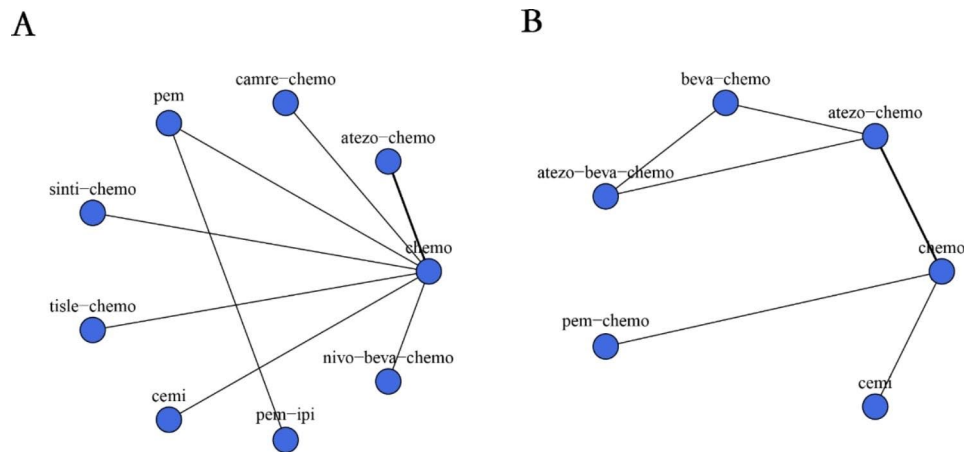 A
camre−chemo
pem
atezo−chemo
sinti−chemo
chemo
tisle−chemo
nivo−beva−chemo
cemi
pem−ipi
B
beva−chemo
atezo−chemo
atezo−beva−chemo
chemo
pem−chemo
cemi